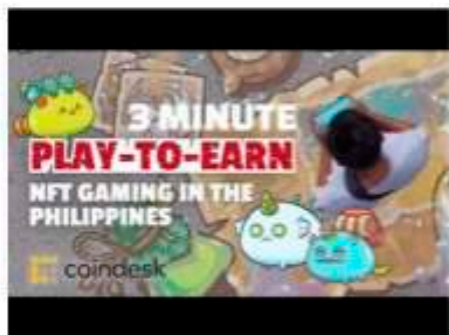 3 MINUTE
PLAY-TO-EARN
NFT GAMING IN THE
PHILIPPINES
coindesk